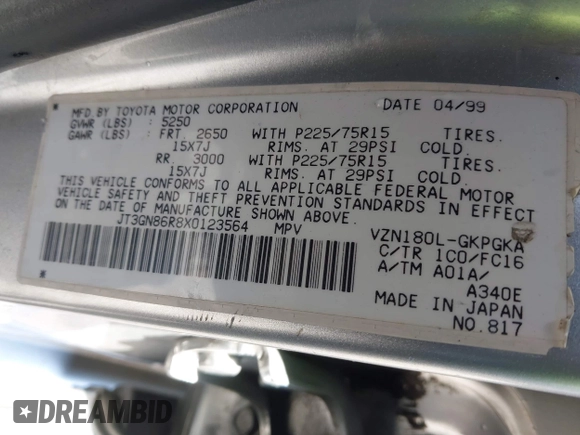 MFD. BY TOYOTA MOTOR CORPORATION DATE 04/99
GVWR (LBS) : 5250
GAWR (LBS) : FRT. 2650 WITH P225/75R15 TIRES.
15X7J RIMS. AT 29PSI COLD.
RR. 3000 WITH P225/75R15 TIRES.
15X7J RIMS. AT 29PSI COLD.
THIS VEHICLE CONFORMS TO ALL APPLICABLE FEDERAL MOTOR
VEHICLE SAFETY AND THEFT PREVENTION STANDARDS IN EFFECT
ON THE DATE OF MANUFACTURE SHOWN ABOVE.
JT3GN86R8X0123564 MPV VZN180L-GKPGKA
C/TR 1C0/FC16
A/TM A01A/
A340E
MADE IN JAPAN
NO. 817
DREAMBID